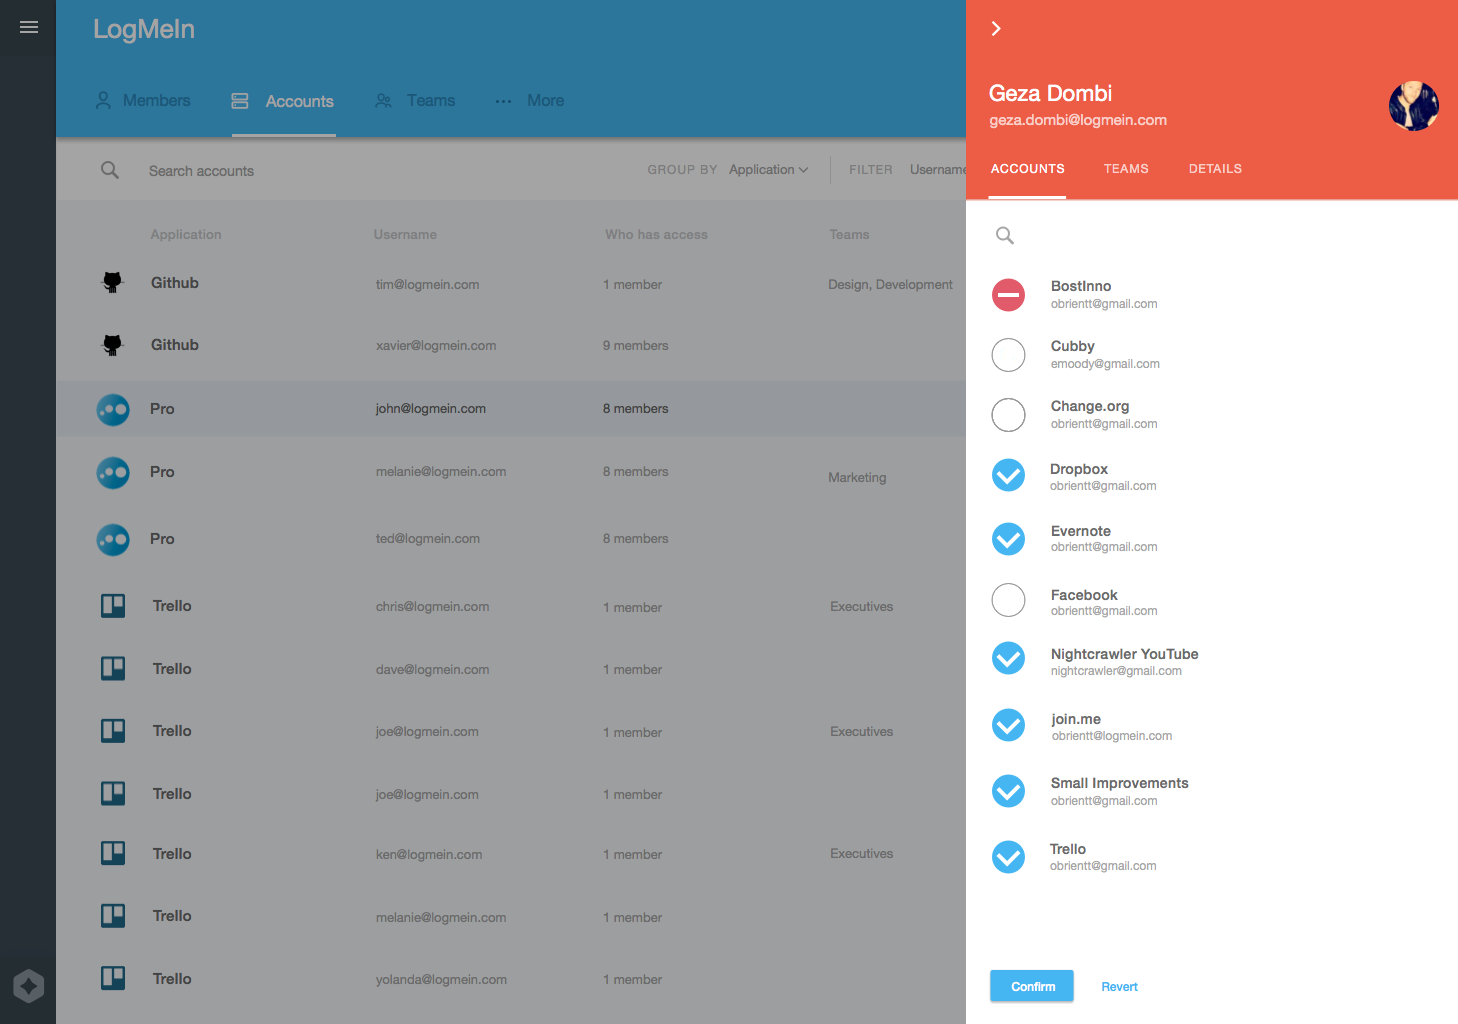 LogMeIn
Members Accounts Teams ... More
Search accounts GROUP BY Application FILTER Username
Application Username Who has access Teams
Github tim@logmein.com 1 member Design, Development
Github xavier@logmein.com 9 members
Pro john@logmein.com 8 members
Pro melanie@logmein.com 8 members Marketing
Pro ted@logmein.com 8 members
Trello chris@logmein.com 1 member Executives
Trello dave@logmein.com 1 member
Trello joe@logmein.com 1 member Executives
Trello joe@logmein.com 1 member
Trello ken@logmein.com 1 member Executives
Trello melanie@logmein.com 1 member
Trello yolanda@logmein.com 1 member
Geza Dombi
geza.dombi@logmein.com
ACCOUNTS TEAMS DETAILS
BostInno
obrientt@gmail.com
Cubby
emoody@gmail.com
Change.org
obrientt@gmail.com
Dropbox
obrientt@gmail.com
Evernote
obrientt@gmail.com
Facebook
obrientt@gmail.com
Nightcrawler YouTube
nightcrawler@gmail.com
join.me
obrientt@logmein.com
Small Improvements
obrientt@gmail.com
Trello
obrientt@gmail.com
Confirm Revert